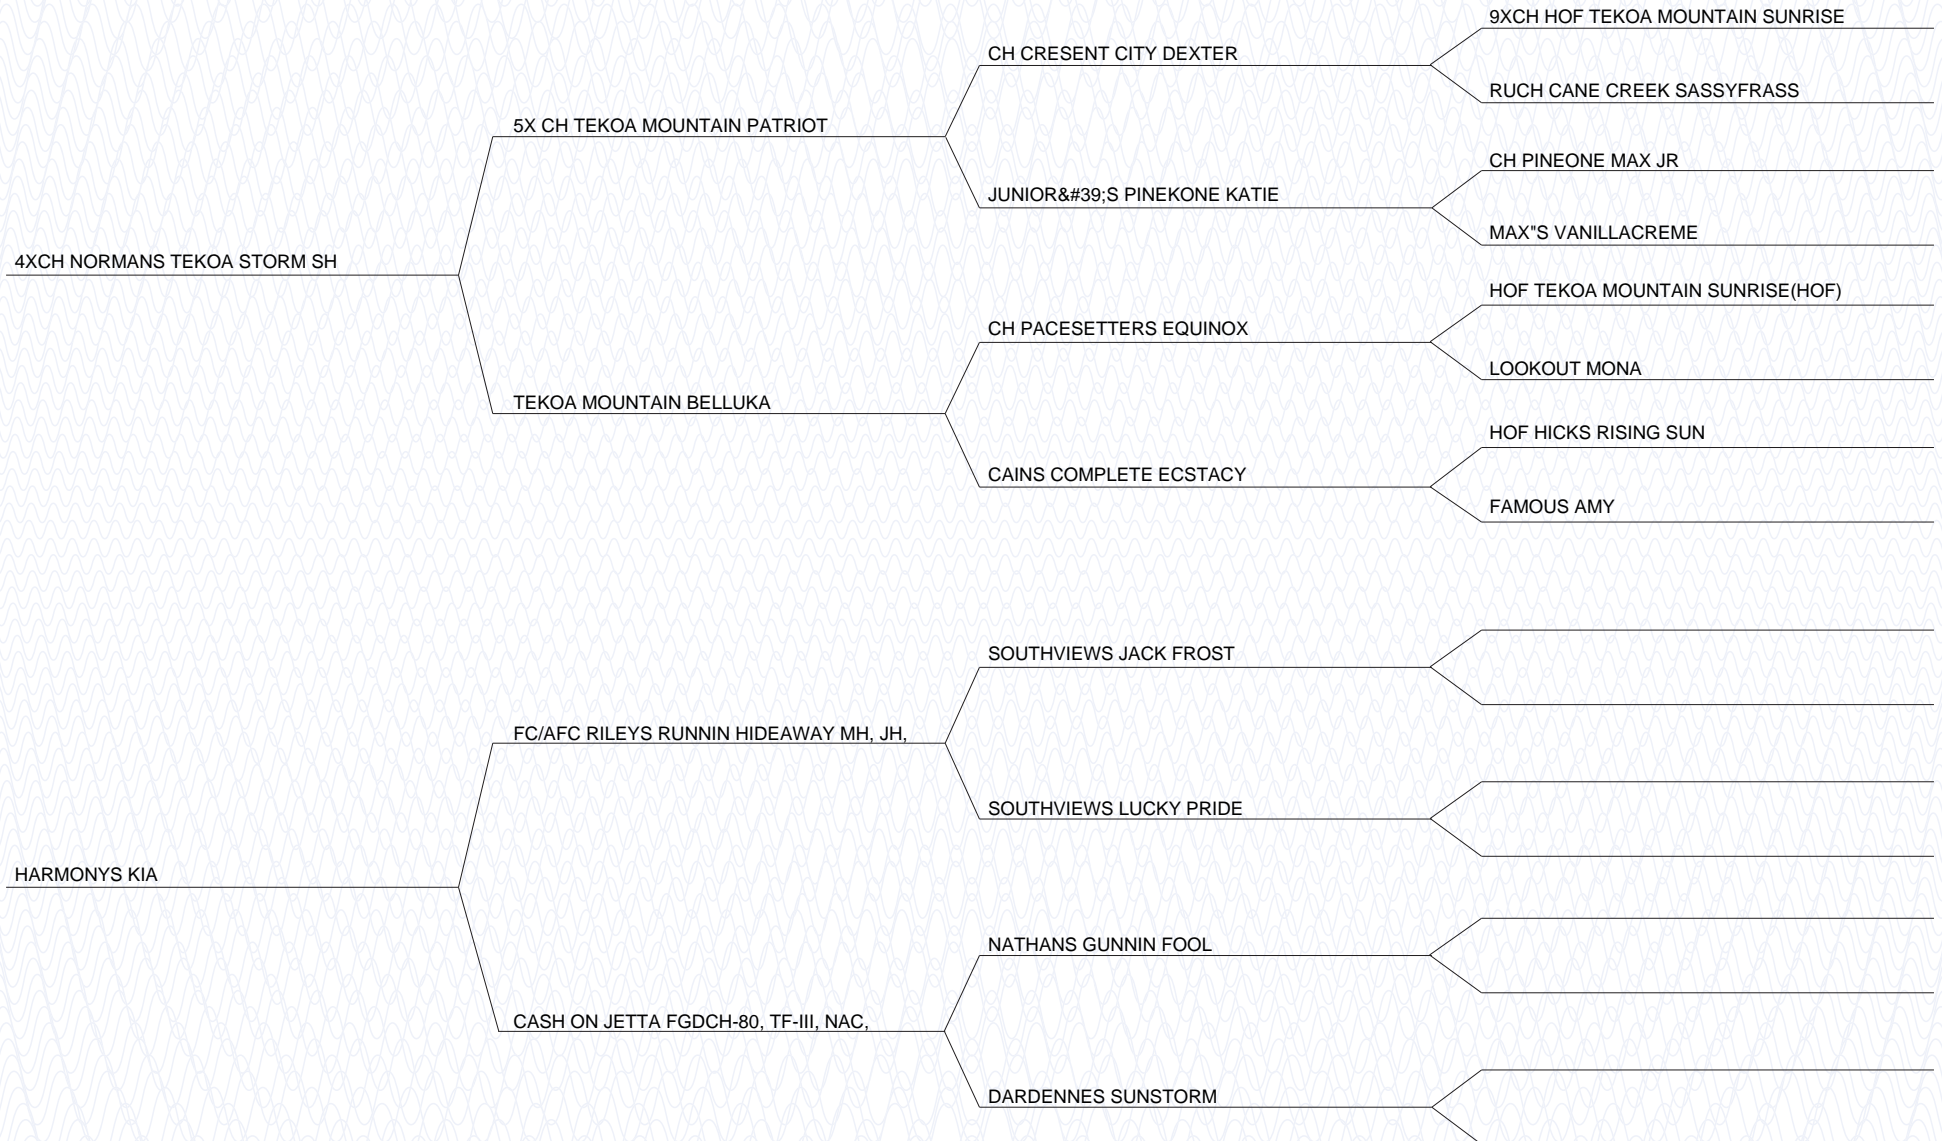 9XCH HOF TEKOA MOUNTAIN SUNRISE
CH CRESENT CITY DEXTER
RUCH CANE CREEK SASSYFRASS
5X CH TEKOA MOUNTAIN PATRIOT
CH PINEONE MAX JR
JUNIOR&#39;S PINEKONE KATIE
MAX"S VANILLACREME
4XCH NORMANS TEKOA STORM SH
HOF TEKOA MOUNTAIN SUNRISE(HOF)
CH PACESETTERS EQUINOX
LOOKOUT MONA
TEKOA MOUNTAIN BELLUKA
HOF HICKS RISING SUN
CAINS COMPLETE ECSTACY
FAMOUS AMY
SOUTHVIEWS JACK FROST
FC/AFC RILEYS RUNNIN HIDEAWAY MH, JH,
SOUTHVIEWS LUCKY PRIDE
HARMONYS KIA
NATHANS GUNNIN FOOL
CASH ON JETTA FGDCH-80, TF-III, NAC,
DARDENNES SUNSTORM